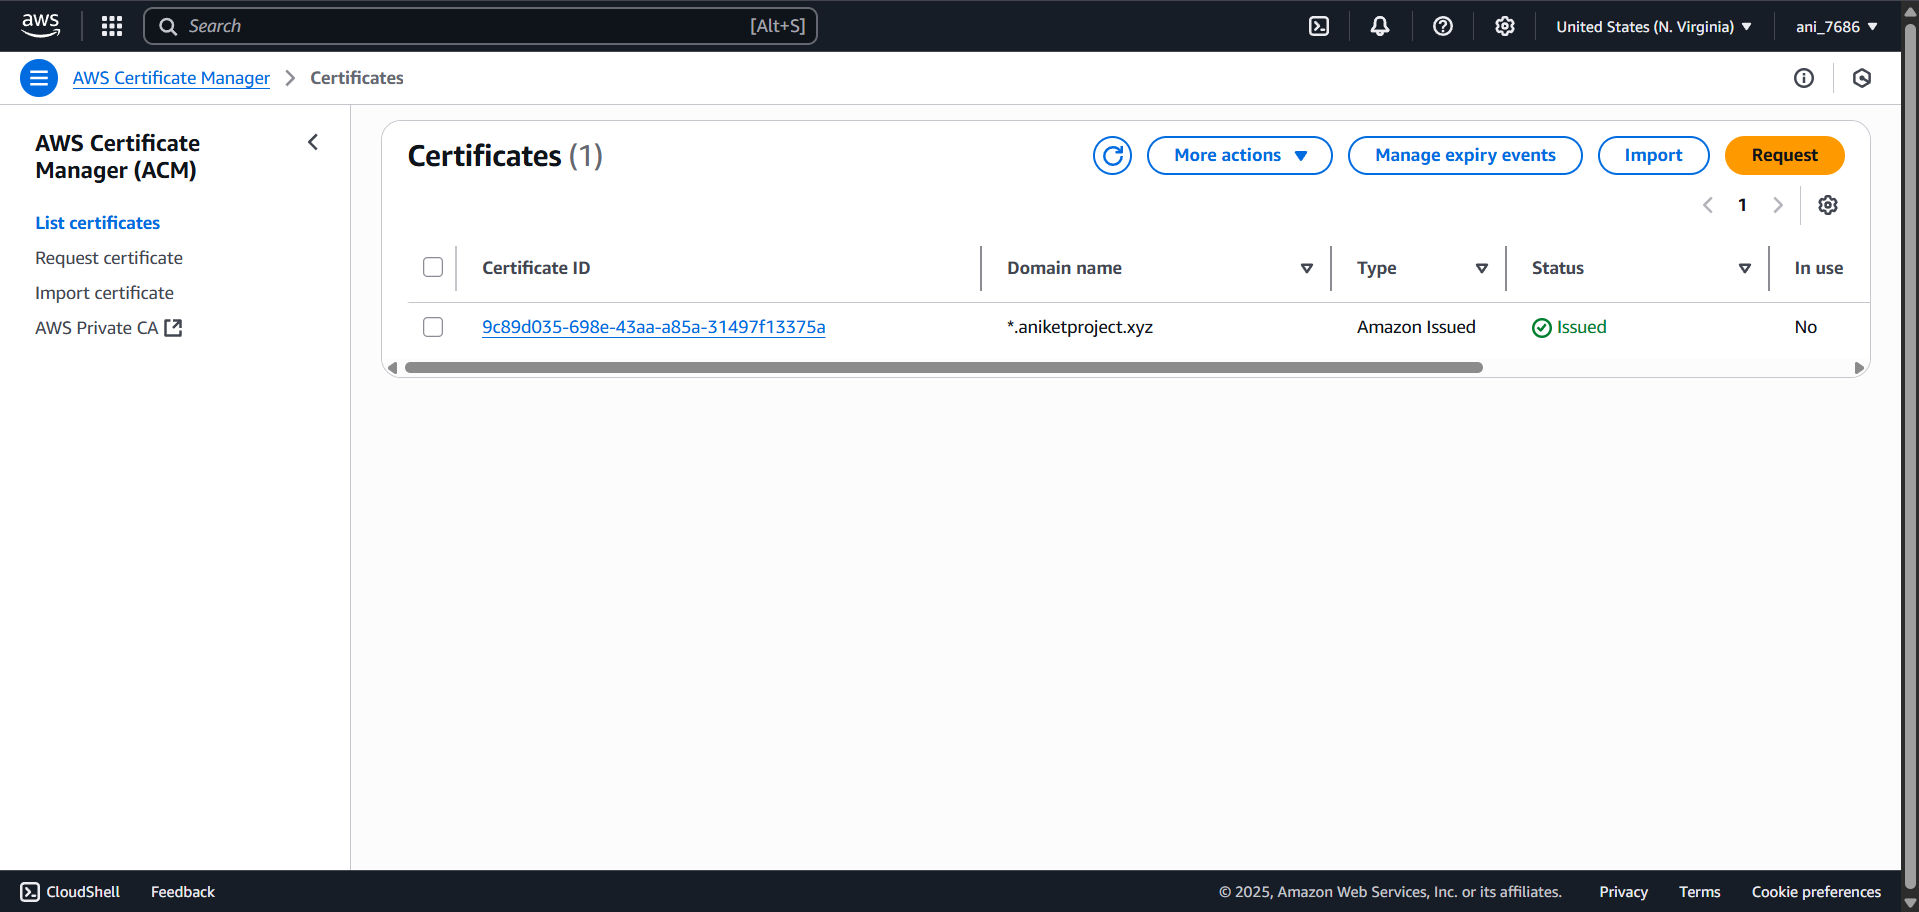 aws
Search [Alt+S]
United States (N. Virginia)
ani_7686
AWS Certificate Manager > Certificates
AWS Certificate
Manager (ACM)
List certificates
Request certificate
Import certificate
AWS Private CA
Certificates (1)
More actions
Manage expiry events
Import
Request
1
Certificate ID Domain name Type Status In use
9c89d035-698e-43aa-a85a-31497f13375a *.aniketproject.xyz Amazon Issued Issued No
CloudShell Feedback © 2025, Amazon Web Services, Inc. or its affiliates. Privacy Terms Cookie preferences